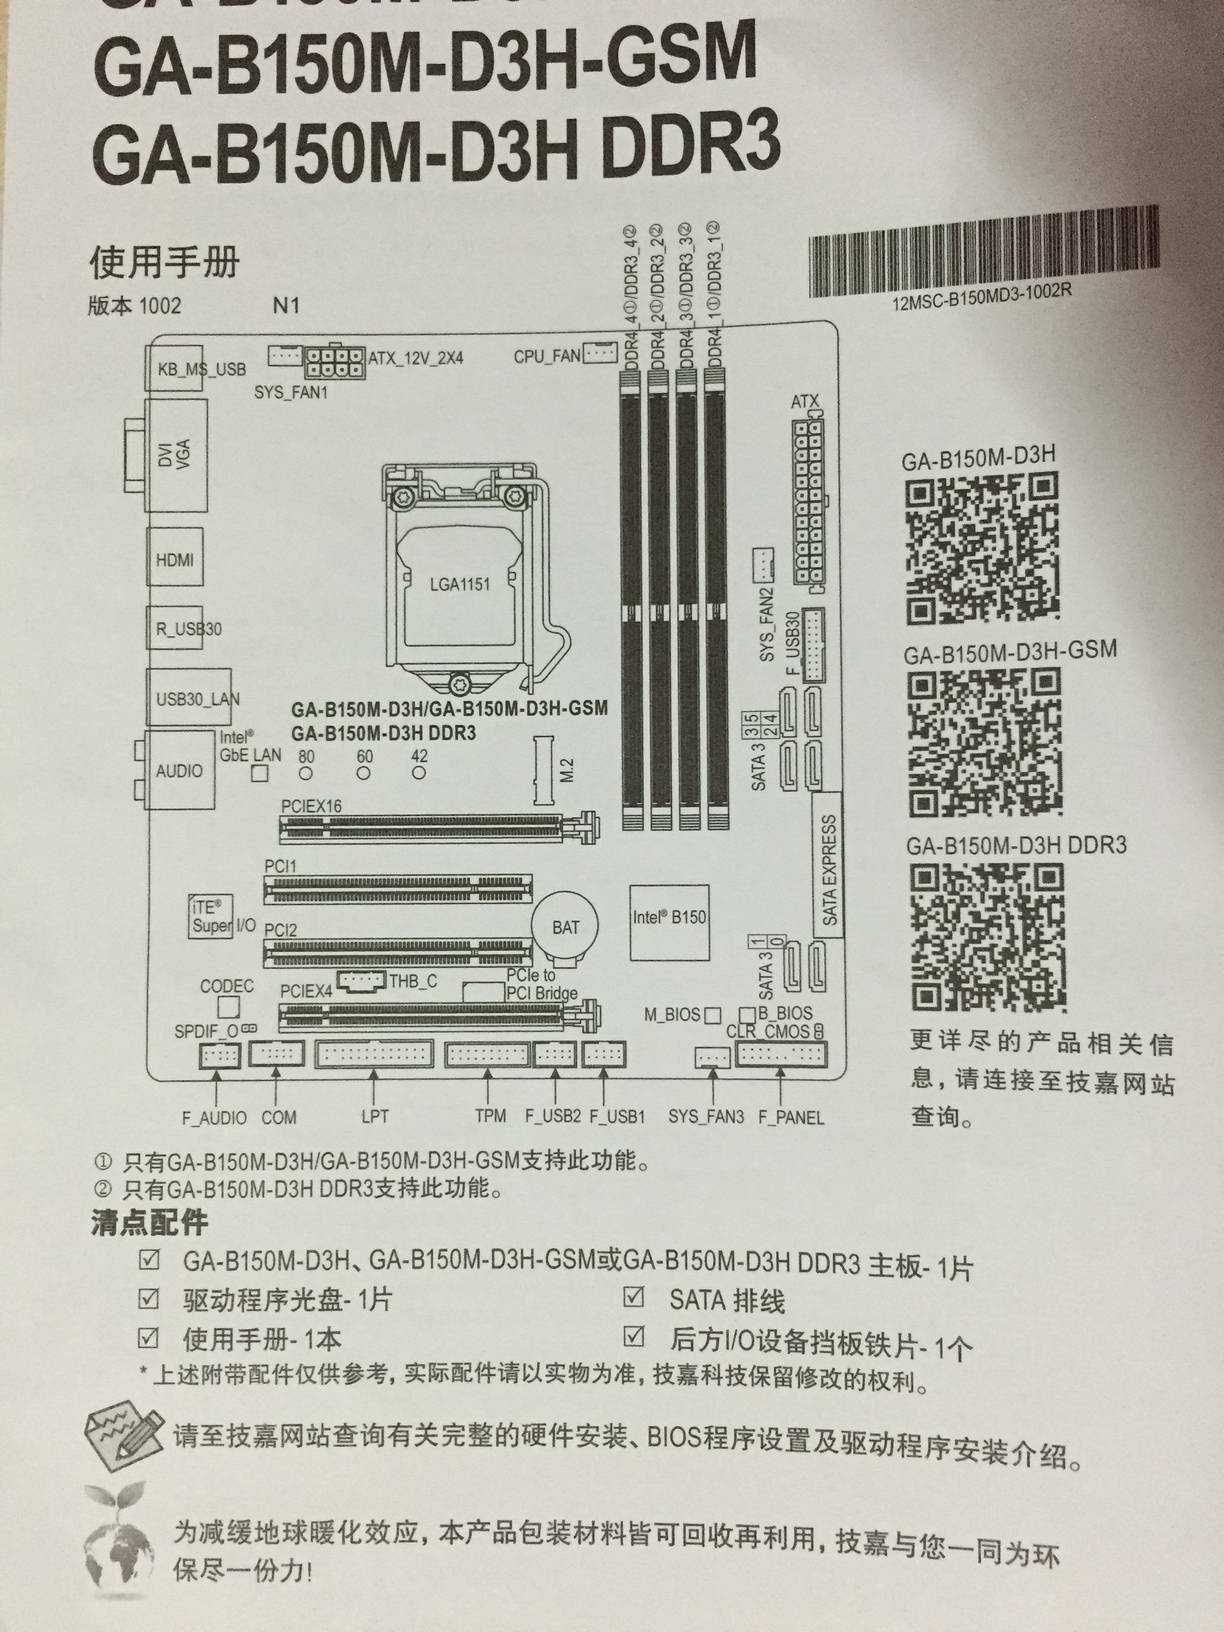 GA-B150M-D3H
GA-B150M-D3H-GSM
GA-B150M-D3H DDR3
使用手册
版本 1002 N1
12MSC-B150MD3-1002R
DDR4_4①/DDR3_4②
DDR4_2①/DDR3_2②
DDR4_3①/DDR3_3②
DDR4_1①/DDR3_1②
KB_MS_USB
SYS_FAN1
ATX_12V_2X4
CPU_FAN
ATX
DVI
VGA
HDMI
LGA1151
R_USB30
SYS_FAN2
F_USB30
USB30_LAN
GA-B150M-D3H/GA-B150M-D3H-GSM
GA-B150M-D3H DDR3
Intel®
GbE LAN
80 60 42
AUDIO
M.2
3 5
2 4
SATA 3
PCIEX16
PCI1
SATA EXPRESS
iTE®
Super I/O
PCI2
BAT
Intel® B150
1
0
SATA 3
THB_C
PCIe to
PCI Bridge
CODEC
PCIEX4
M_BIOS
B_BIOS
SPDIF_O
CLR_CMOS
F_AUDIO COM LPT TPM F_USB2 F_USB1 SYS_FAN3 F_PANEL
GA-B150M-D3H
GA-B150M-D3H-GSM
GA-B150M-D3H DDR3
更详尽的产品相关信
息,请连接至技嘉网站
查询。
① 只有GA-B150M-D3H/GA-B150M-D3H-GSM支持此功能。
② 只有GA-B150M-D3H DDR3支持此功能。
清点配件
☑ GA-B150M-D3H、GA-B150M-D3H-GSM或GA-B150M-D3H DDR3 主板- 1片
☑ 驱动程序光盘- 1片 ☑ SATA 排线
☑ 使用手册- 1本 ☑ 后方I/O设备挡板铁片- 1个
* 上述附带配件仅供参考,实际配件请以实物为准,技嘉科技保留修改的权利。
请至技嘉网站查询有关完整的硬件安装、BIOS程序设置及驱动程序安装介绍。
为减缓地球暖化效应,本产品包装材料皆可回收再利用,技嘉与您一同为环
保尽一份力!